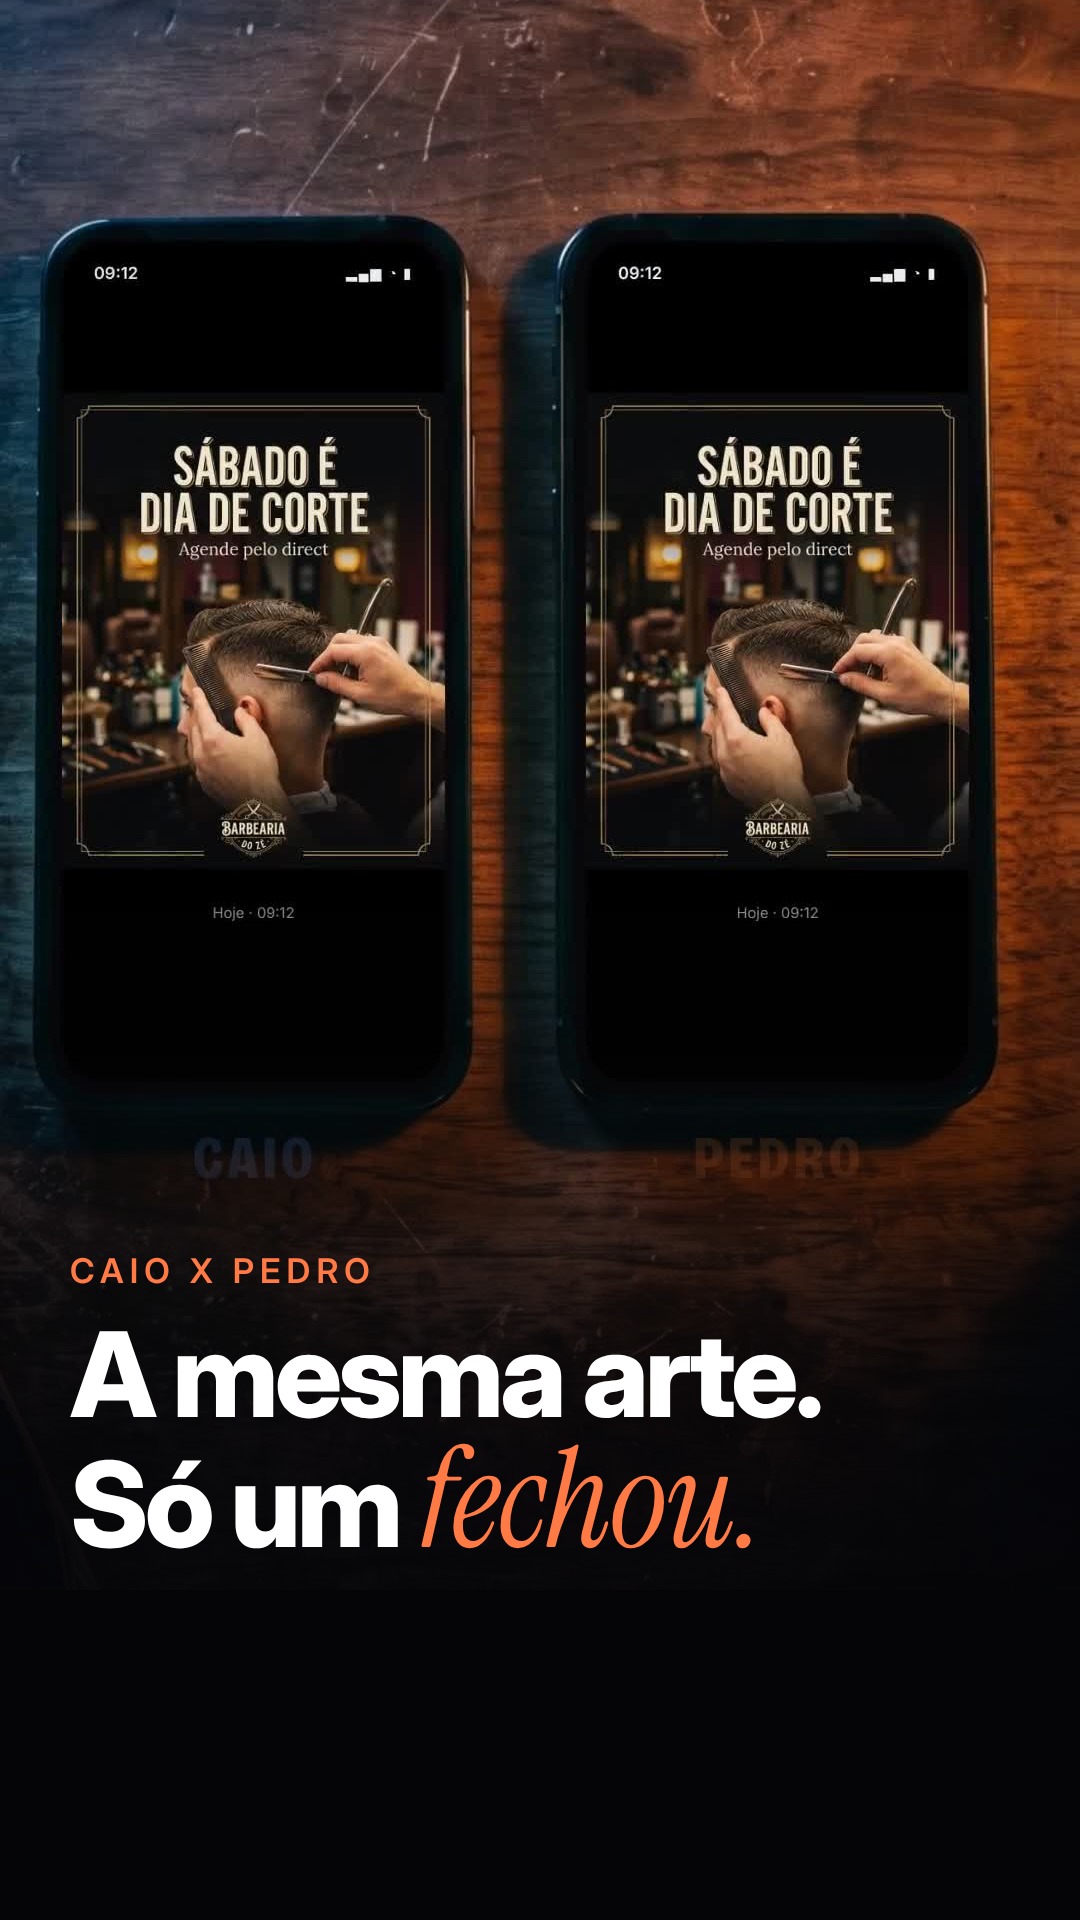 09:12
SÁBADO É
DIA DE CORTE
Agende pelo direct
BARBEARIA
DO ZÉ
Hoje · 09:12
09:12
SÁBADO É
DIA DE CORTE
Agende pelo direct
BARBEARIA
DO ZÉ
Hoje · 09:12
CAIO
PEDRO
CAIO X PEDRO
A mesma arte.
Só um fechou.